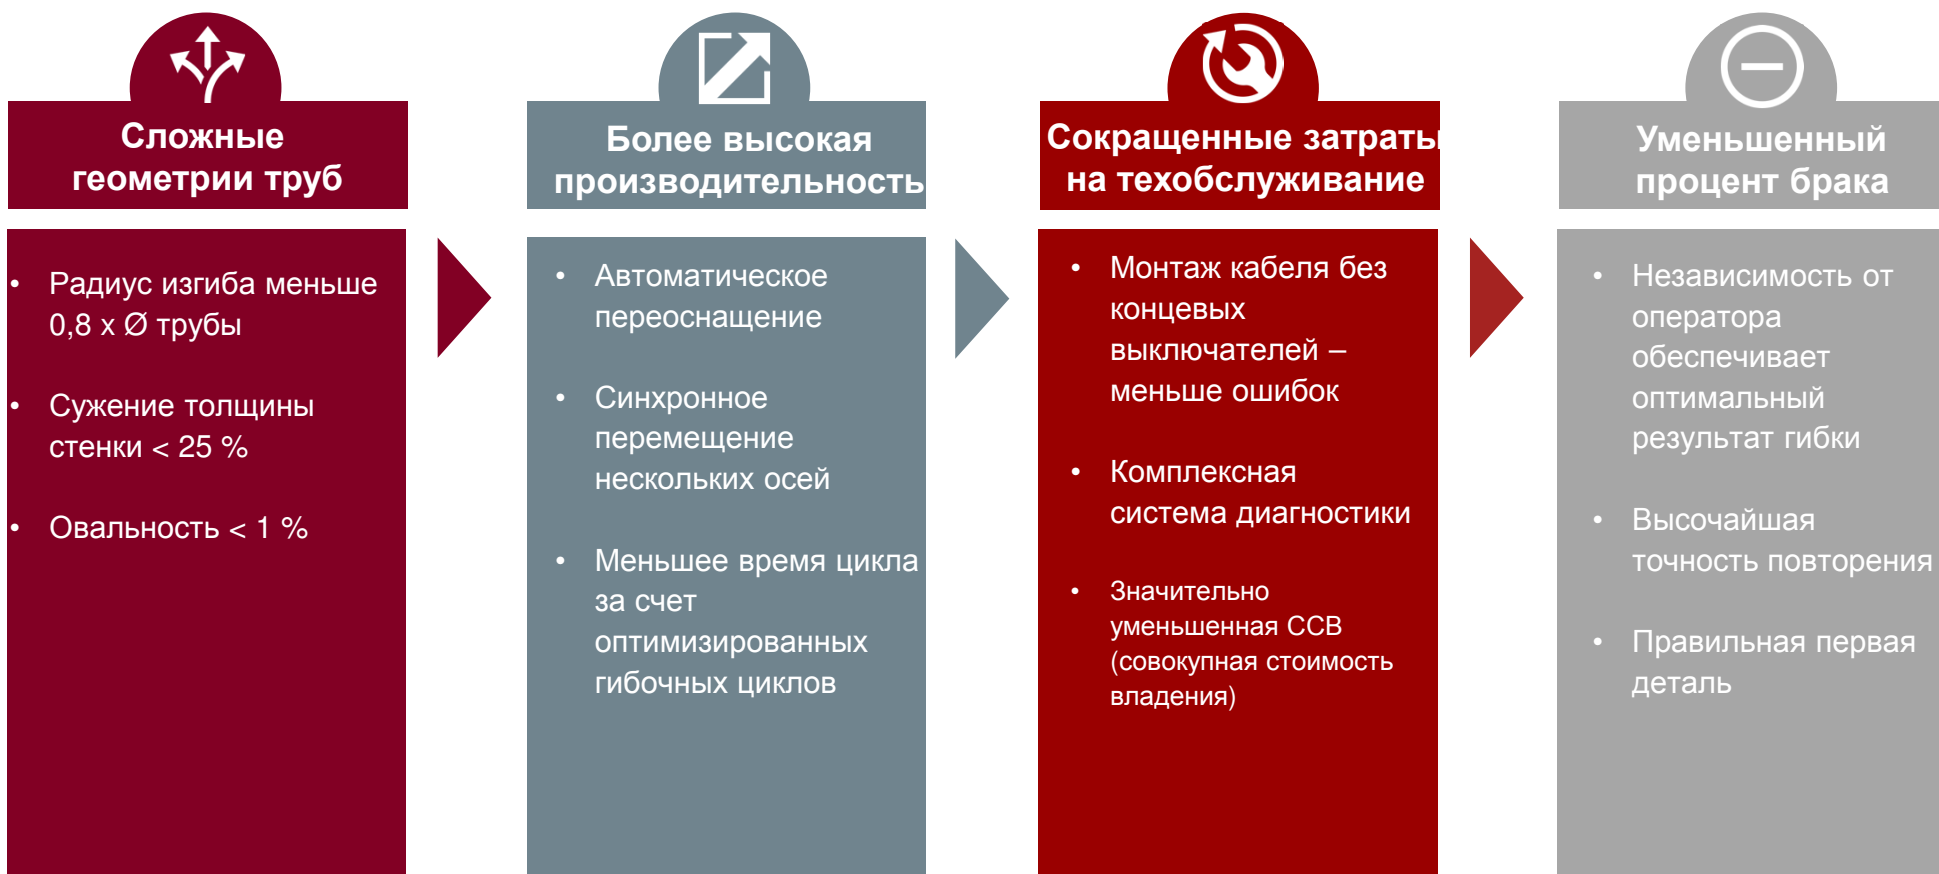 Сложные
геометрии труб
• Радиус изгиба меньше
0,8 x Ø трубы
• Сужение толщины
стенки < 25 %
• Овальность < 1 %
Более высокая
производительность
• Автоматическое
переоснащение
• Синхронное
перемещение
нескольких осей
• Меньшее время цикла
за счет
оптимизированных
гибочных циклов
Сокращенные затраты
на техобслуживание
• Монтаж кабеля без
концевых
выключателей –
меньше ошибок
• Комплексная
система диагностики
• Значительно
уменьшенная ССВ
(совокупная стоимость
владения)
Уменьшенный
процент брака
• Независимость от
оператора
обеспечивает
оптимальный
результат гибки
• Высочайшая
точность повторения
• Правильная первая
деталь